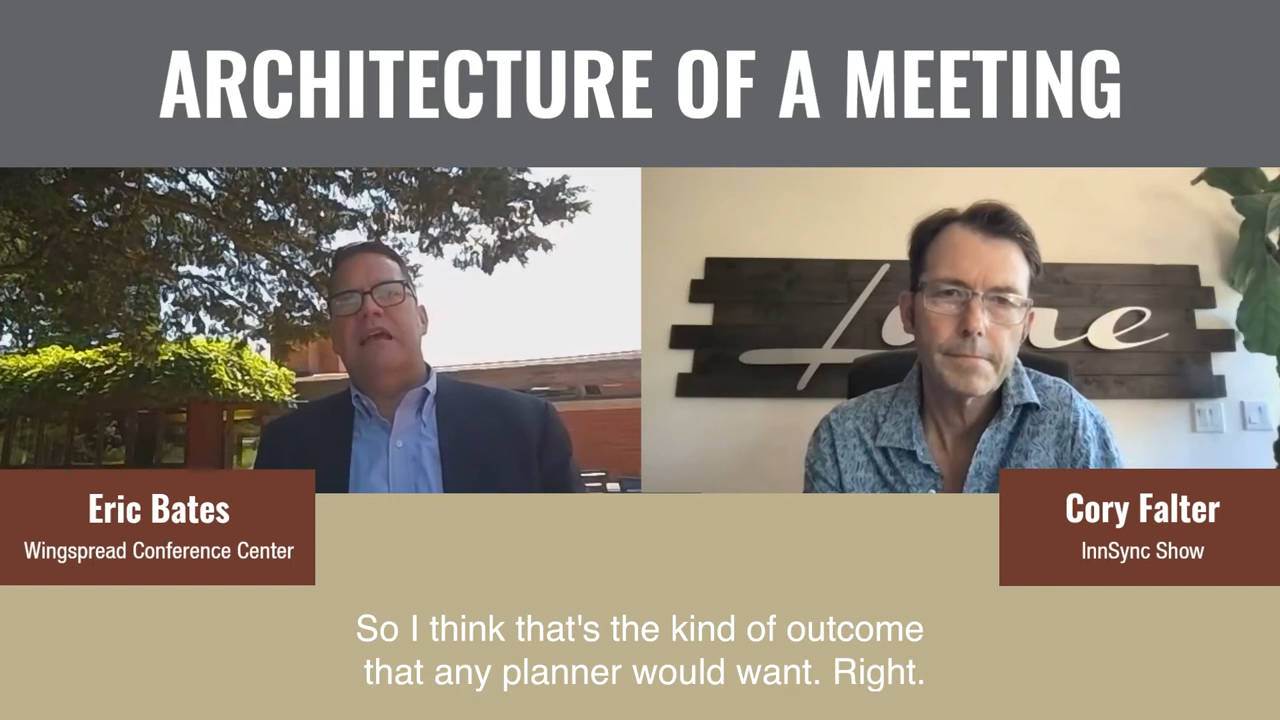 ARCHITECTURE OF A MEETING
Eric Bates
Wingspread Conference Center
Cory Falter
InnSync Show
So I think that's the kind of outcome
that any planner would want. Right.